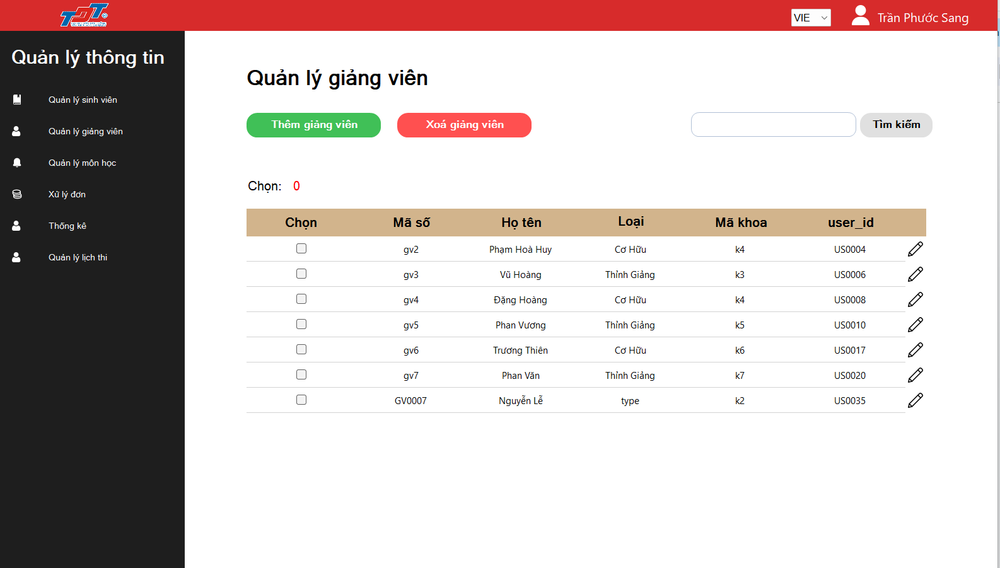 TDT
VIE
Trần Phước Sang
Quản lý thông tin
Quản lý sinh viên
Quản lý giảng viên
Quản lý môn học
Xử lý đơn
Thống kê
Quản lý lịch thi
Quản lý giảng viên
Thêm giảng viên
Xoá giảng viên
Tìm kiếm
Chọn: 0
Chọn Mã số Họ tên Loại Mã khoa user_id
gv2 Phạm Hoà Huy Cơ Hữu k4 US0004
gv3 Vũ Hoàng Thỉnh Giảng k3 US0006
gv4 Đặng Hoàng Cơ Hữu k4 US0008
gv5 Phan Vương Thỉnh Giảng k5 US0010
gv6 Trương Thiên Cơ Hữu k6 US0017
gv7 Phan Văn Thỉnh Giảng k7 US0020
GV0007 Nguyễn Lễ type k2 US0035